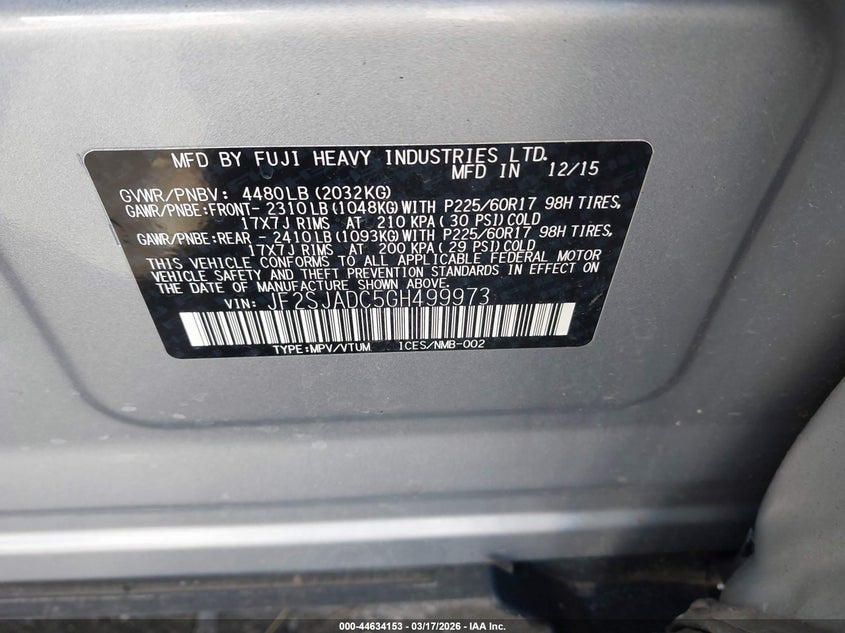 MFD BY FUJI HEAVY INDUSTRIES LTD.
MFD IN 12/15
GVWR/PNBV: 4480LB(2032KG)
GAWR/PNBE:FRONT- 2310LB(1048KG)WITH P225/60R17 98H TIRES,
17X7J RIMS AT 210 KPA( 30 PSI)COLD
GAWR/PNBE:REAR - 2410LB(1093KG)WITH P225/60R17 98H TIRES,
17X7J RIMS AT 200 KPA( 29 PSI)COLD
THIS VEHICLE CONFORMS TO ALL APPLICABLE FEDERAL MOTOR
VEHICLE SAFETY AND THEFT PREVENTION STANDARDS IN EFFECT ON
THE DATE OF MANUFACTURE SHOWN ABOVE.
VIN: JF2SJADC5GH499973
TYPE:MPV/VTUM ICES/NMB-002
000-44634153 - 03/17/2026 - IAA Inc.